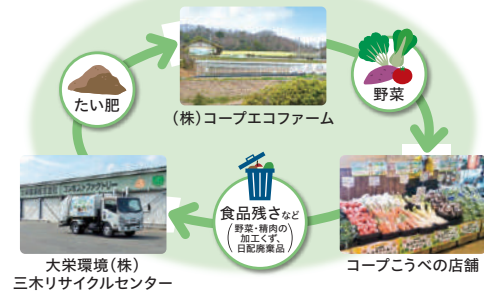 (株)コープエコファーム
野菜
コープこうべの店舗
食品残さなど
(野菜・精肉の
加工くず、
日配廃棄品)
大栄環境(株)
三木リサイクルセンター
たい肥